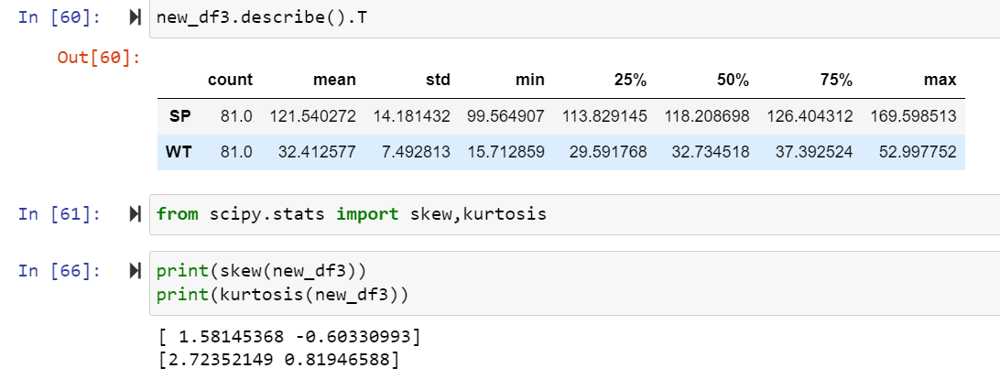 In [60]: new_df3.describe().T
Out[60]:
count mean std min 25% 50% 75% max
SP 81.0 121.540272 14.181432 99.564907 113.829145 118.208698 126.404312 169.598513
WT 81.0 32.412577 7.492813 15.712859 29.591768 32.734518 37.392524 52.997752
In [61]: from scipy.stats import skew,kurtosis
In [66]: print(skew(new_df3))
print(kurtosis(new_df3))
[ 1.58145368 -0.60330993]
[2.72352149 0.81946588]